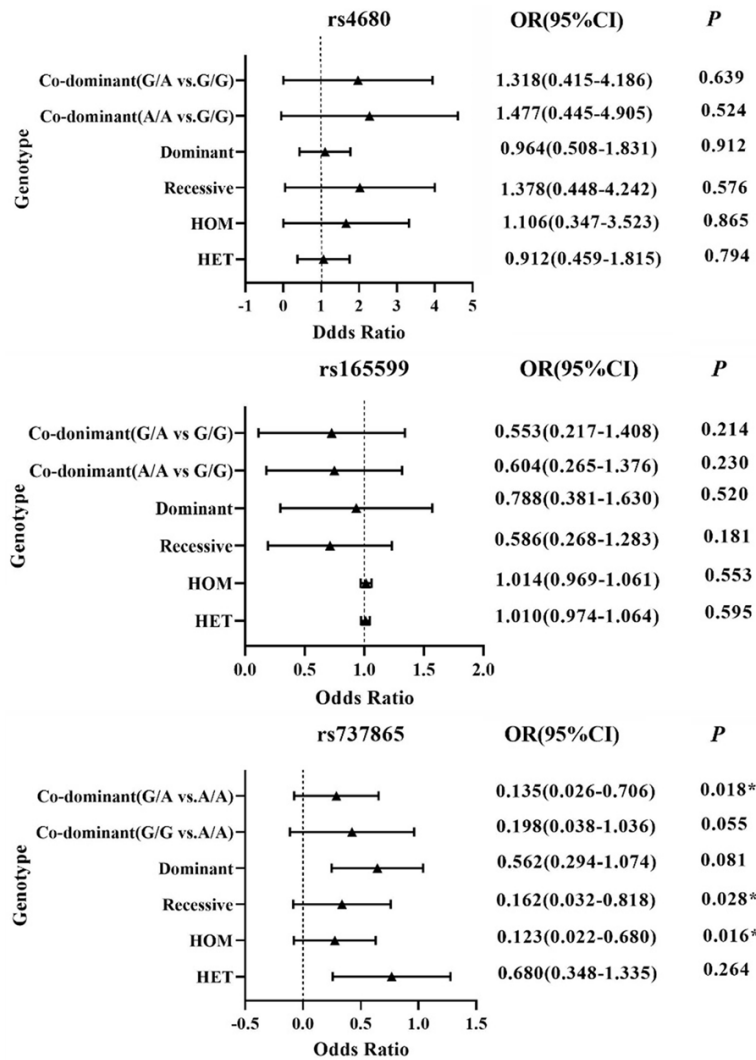 rs4680 OR(95%CI) P
Co-dominant(G/A vs.G/G) 1.318(0.415-4.186) 0.639
Co-dominant(A/A vs.G/G) 1.477(0.445-4.905) 0.524
Dominant 0.964(0.508-1.831) 0.912
Recessive 1.378(0.448-4.242) 0.576
HOM 1.106(0.347-3.523) 0.865
HET 0.912(0.459-1.815) 0.794
Genotype
-1 0 1 2 3 4 5
Ddds Ratio
rs165599 OR(95%CI) P
Co-donimant(G/A vs G/G) 0.553(0.217-1.408) 0.214
Co-donimant(A/A vs G/G) 0.604(0.265-1.376) 0.230
Dominant 0.788(0.381-1.630) 0.520
Recessive 0.586(0.268-1.283) 0.181
HOM 1.014(0.969-1.061) 0.553
HET 1.010(0.974-1.064) 0.595
Genotype
0.0 0.5 1.0 1.5 2.0
Odds Ratio
rs737865 OR(95%CI) P
Co-dominant(G/A vs.A/A) 0.135(0.026-0.706) 0.018*
Co-dominant(G/G vs.A/A) 0.198(0.038-1.036) 0.055
Dominant 0.562(0.294-1.074) 0.081
Recessive 0.162(0.032-0.818) 0.028*
HOM 0.123(0.022-0.680) 0.016*
HET 0.680(0.348-1.335) 0.264
Genotype
-0.5 0.0 0.5 1.0 1.5
Odds Ratio